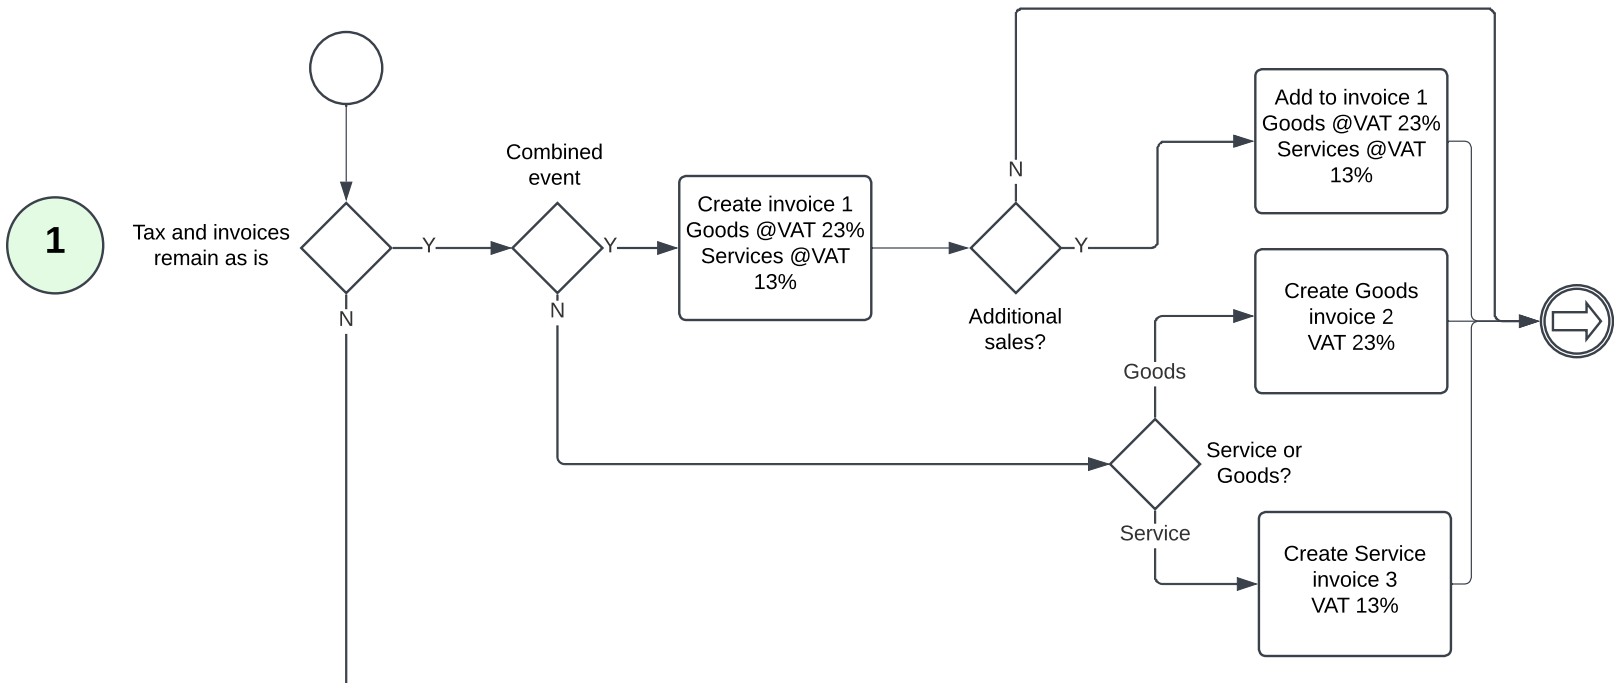 1
Tax and invoices
remain as is
Y
N
Combined
event
Y
N
Create invoice 1
Goods @VAT 23%
Services @VAT
13%
Additional
sales?
N
Y
Add to invoice 1
Goods @VAT 23%
Services @VAT
13%
Service or
Goods?
Goods
Create Goods
invoice 2
VAT 23%
Service
Create Service
invoice 3
VAT 13%